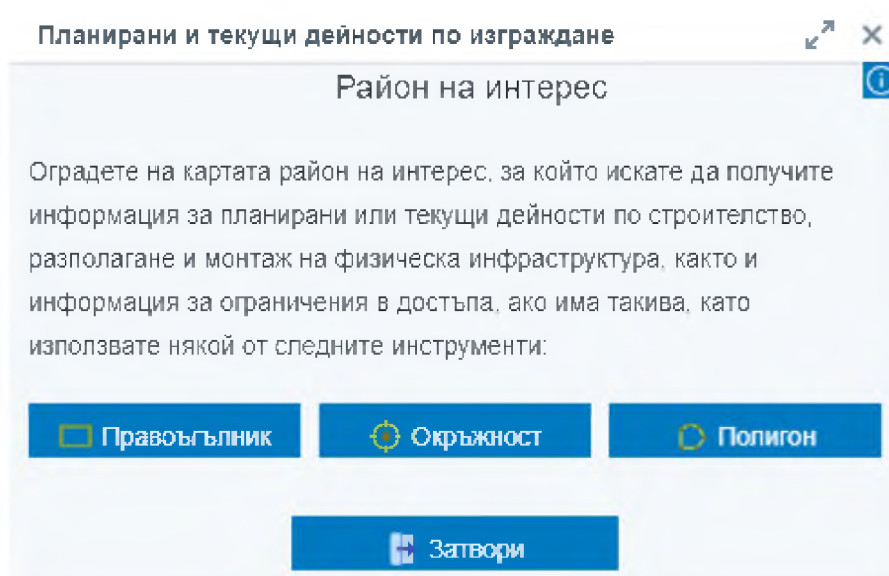 Планирани и текущи дейности по изграждане
Район на интерес
Оградете на картата район на интерес, за който искате да получите
информация за планирани или текущи дейности по строителство,
разполагане и монтаж на физическа инфраструктура, както и
информация за ограничения в достъпа, ако има такива, като
използвате някой от следните инструменти:
Правоъгълник Окръжност Полигон
Затвори